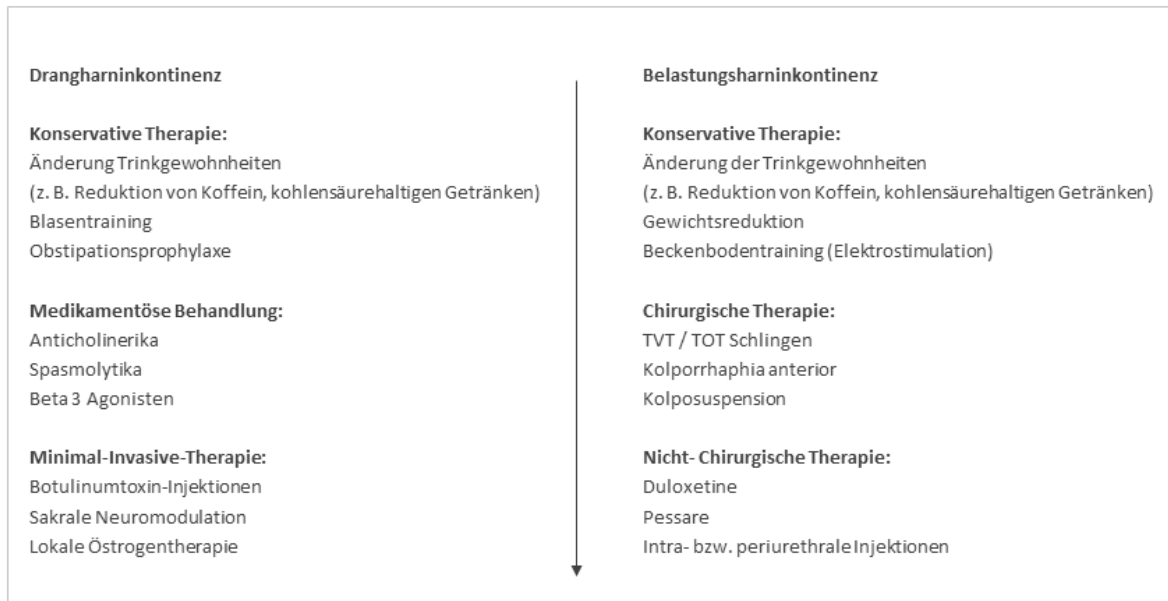 Drangharninkontinenz
Konservative Therapie:
Änderung Trinkgewohnheiten
(z. B. Reduktion von Koffein, kohlensäurehaltigen Getränken)
Blasentraining
Obstipationsprophylaxe
Medikamentöse Behandlung:
Anticholinerika
Spasmolytika
Beta 3 Agonisten
Minimal-Invasive-Therapie:
Botulinumtoxin-Injektionen
Sakrale Neuromodulation
Lokale Östrogentherapie
Belastungsharninkontinenz
Konservative Therapie:
Änderung der Trinkgewohnheiten
(z. B. Reduktion von Koffein, kohlensäurehaltigen Getränken)
Gewichtsreduktion
Beckenbodentraining (Elektrostimulation)
Chirurgische Therapie:
TVT / TOT Schlingen
Kolporrhaphia anterior
Kolposuspension
Nicht- Chirurgische Therapie:
Duloxetine
Pessare
Intra- bzw. periurethrale Injektionen